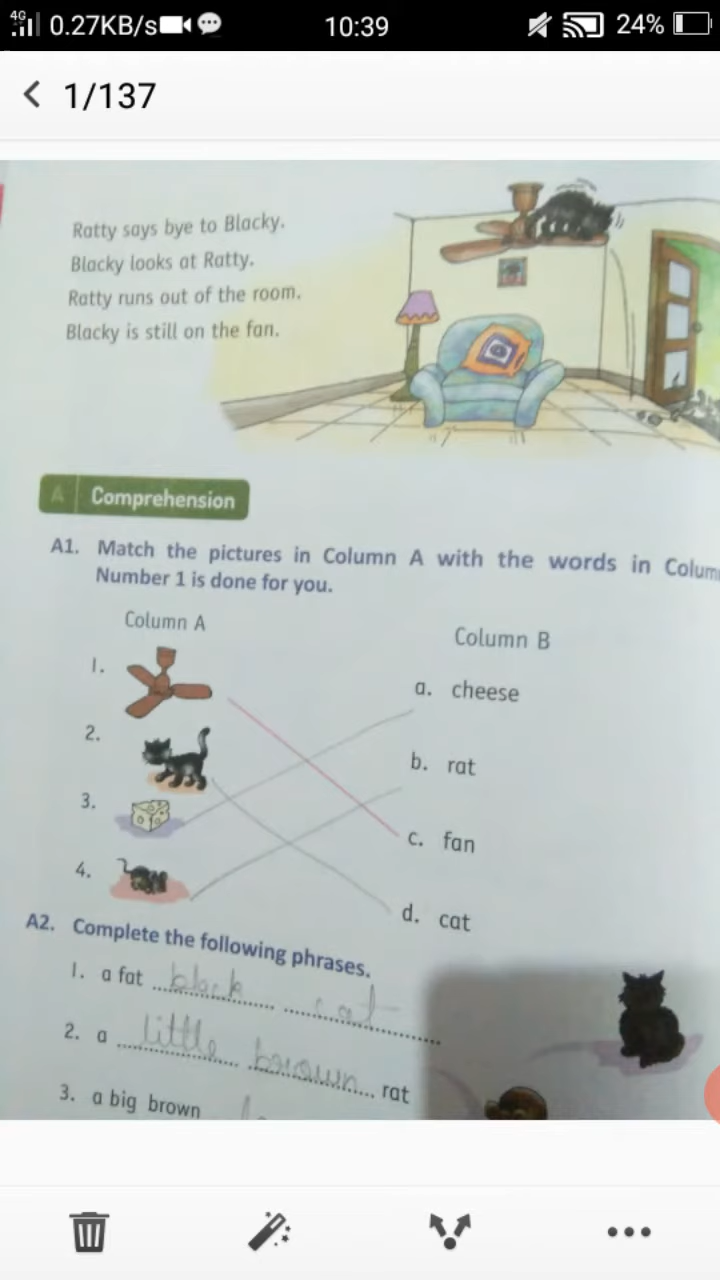 4G 0.27KB/s 10:39 24%
1/137
Ratty says bye to Blacky.
Blacky looks at Ratty.
Ratty runs out of the room.
Blacky is still on the fan.
A Comprehension
A1. Match the pictures in Column A with the words in Colum
Number 1 is done for you.
Column A
Column B
1.
a. cheese
2.
b. rat
3.
c. fan
4.
d. cat
A2. Complete the following phrases.
1. a fat black cat
2. a little brown rat
3. a big brown